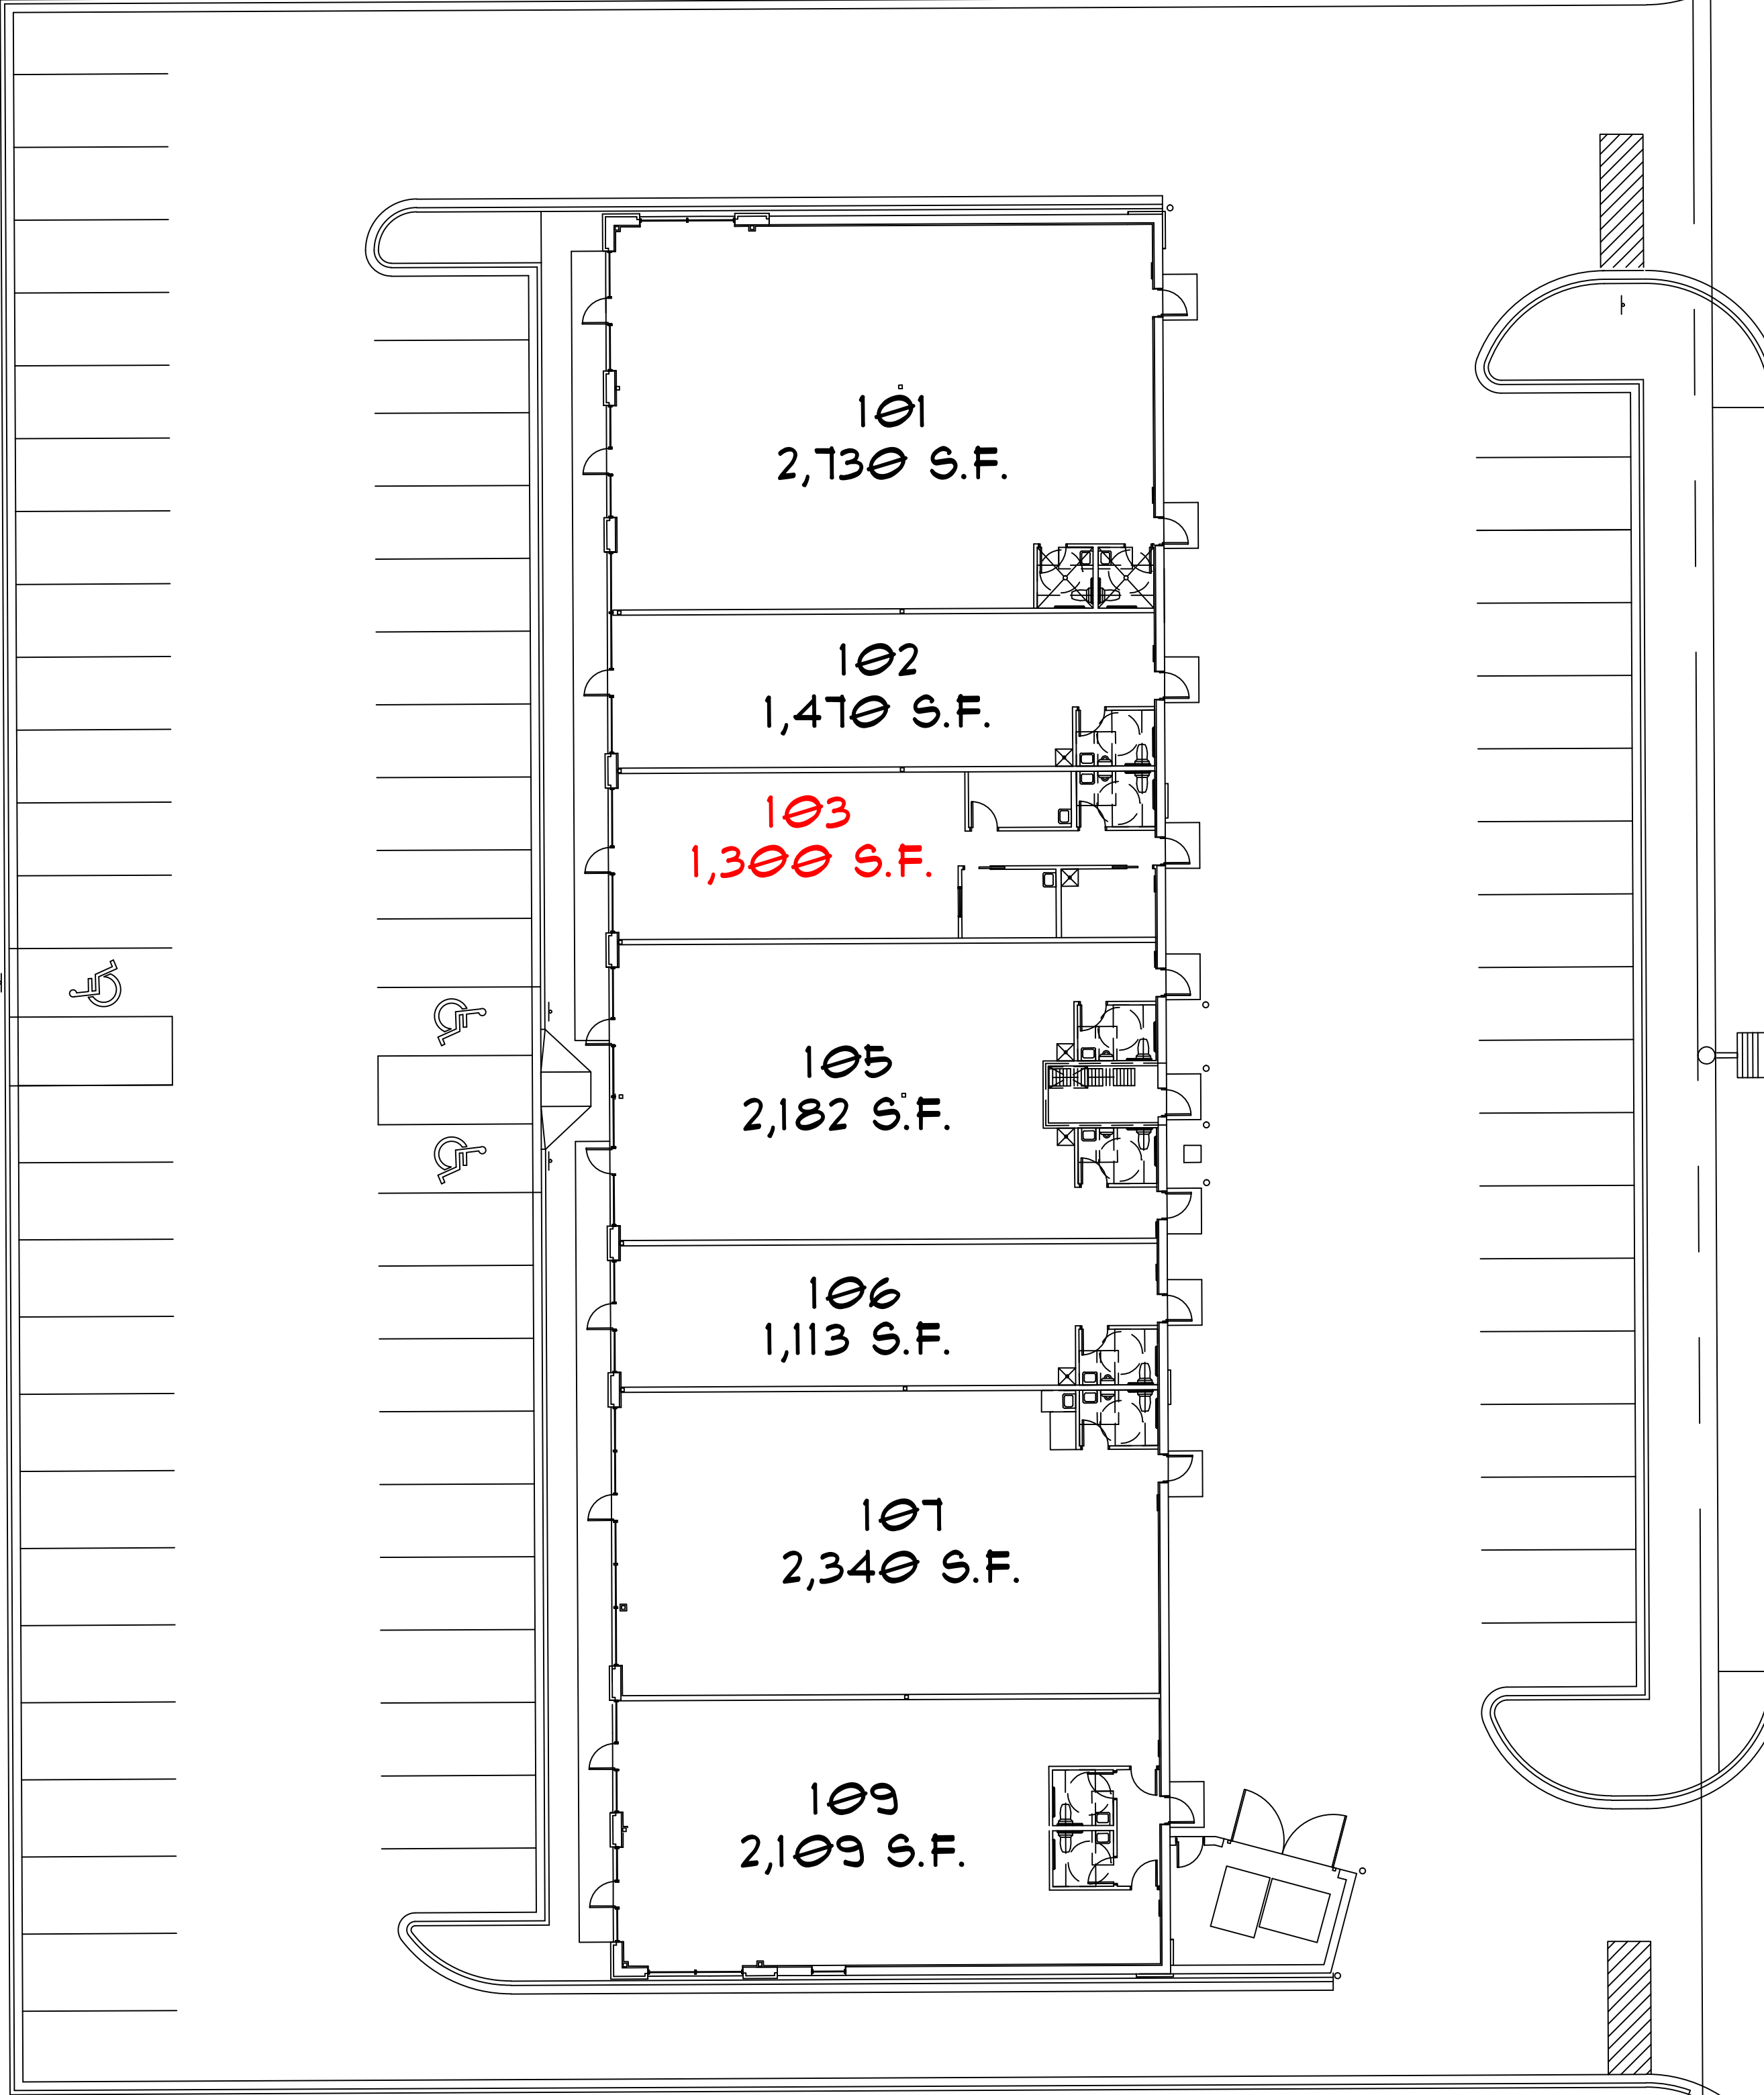 101
2,730 S.F.
102
1,470 S.F.
103
1,300 S.F.
105
2,182 S.F.
106
1,113 S.F.
107
2,340 S.F.
109
2,109 S.F.